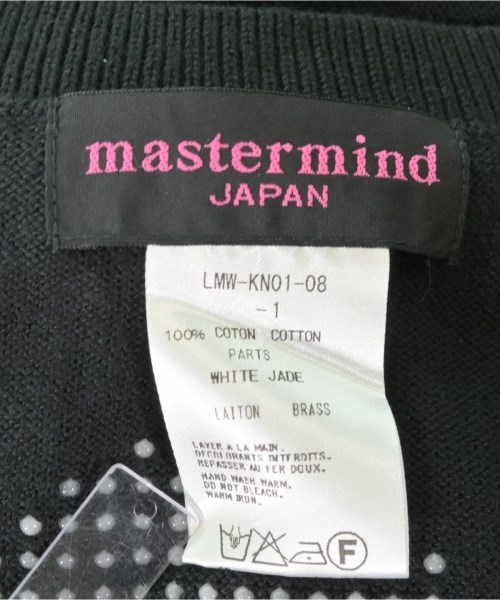 mastermind
JAPAN
LMW-KN01-08
-1
100% COTON COTTON
PARTS
WHITE JADE
LAITON BRASS
LAVER A LA MAIN.
DECOLORANTS INTERDITS.
REPASSER AU FER DOUX.
HAND WASH WARM.
DO NOT BLEACH.
WARM IRON.
F